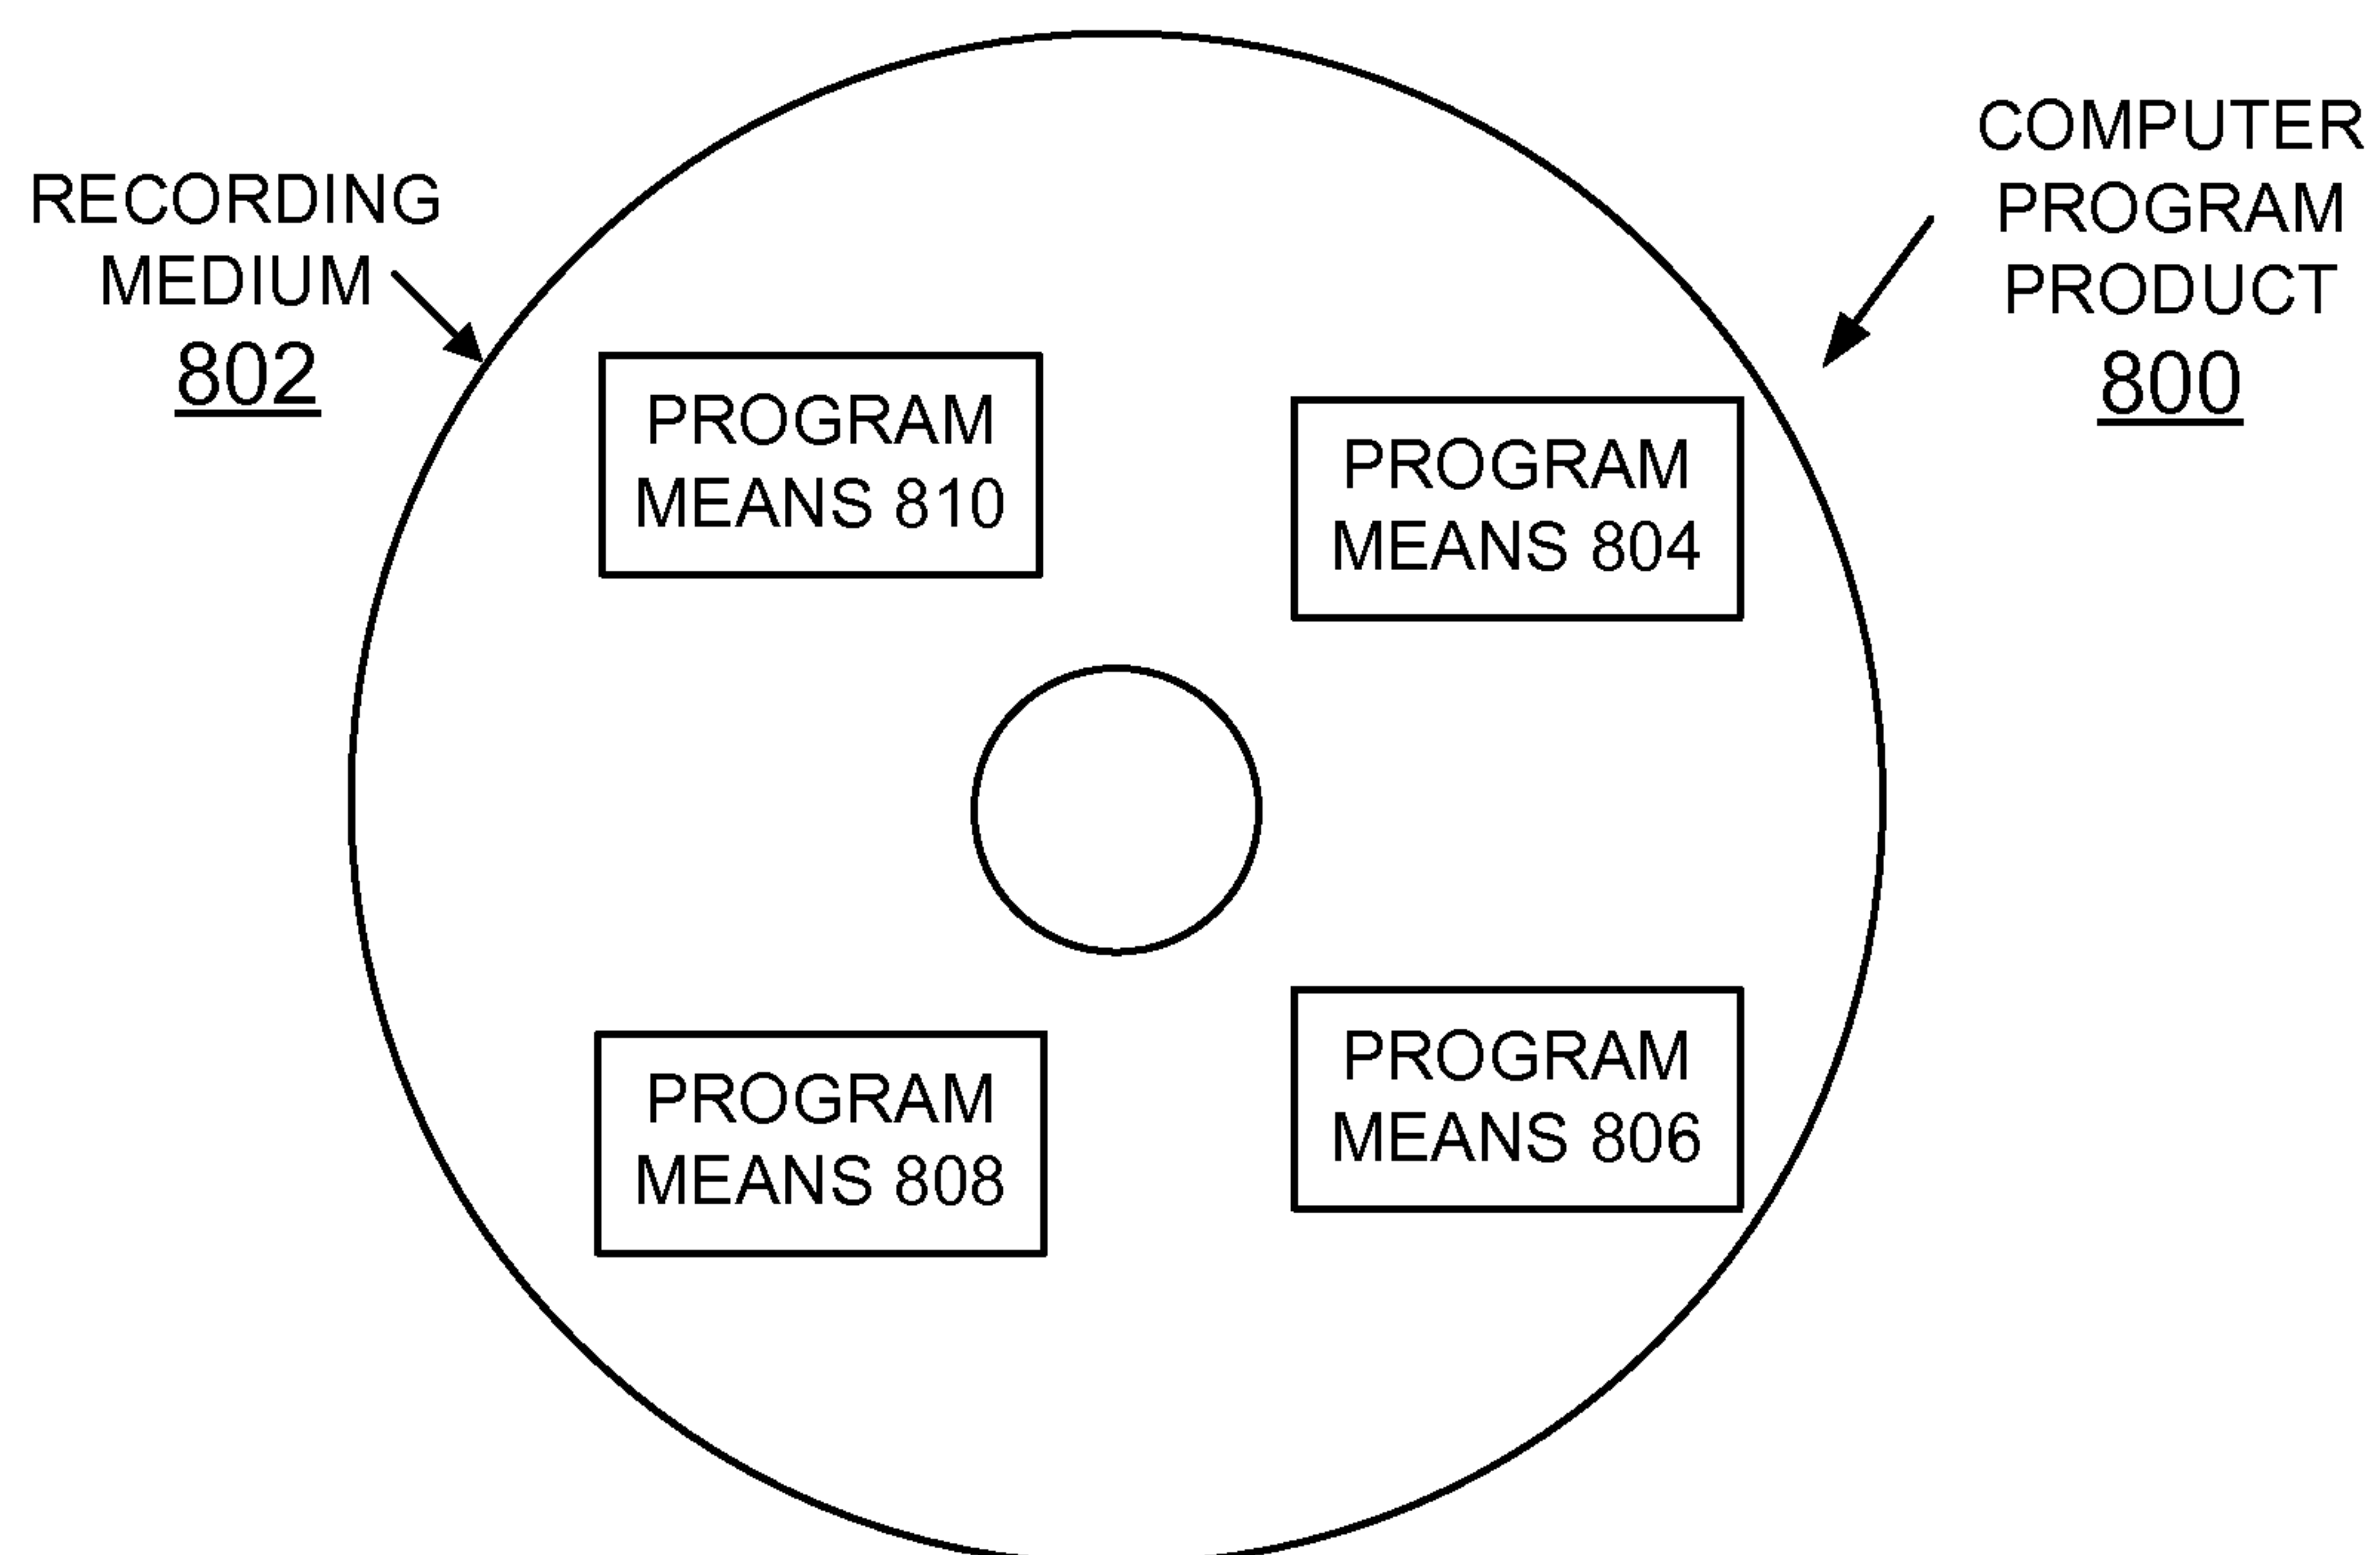 RECORDING
MEDIUM
802
COMPUTER
PROGRAM
PRODUCT
800
PROGRAM
MEANS 810
PROGRAM
MEANS 804
PROGRAM
MEANS 808
PROGRAM
MEANS 806